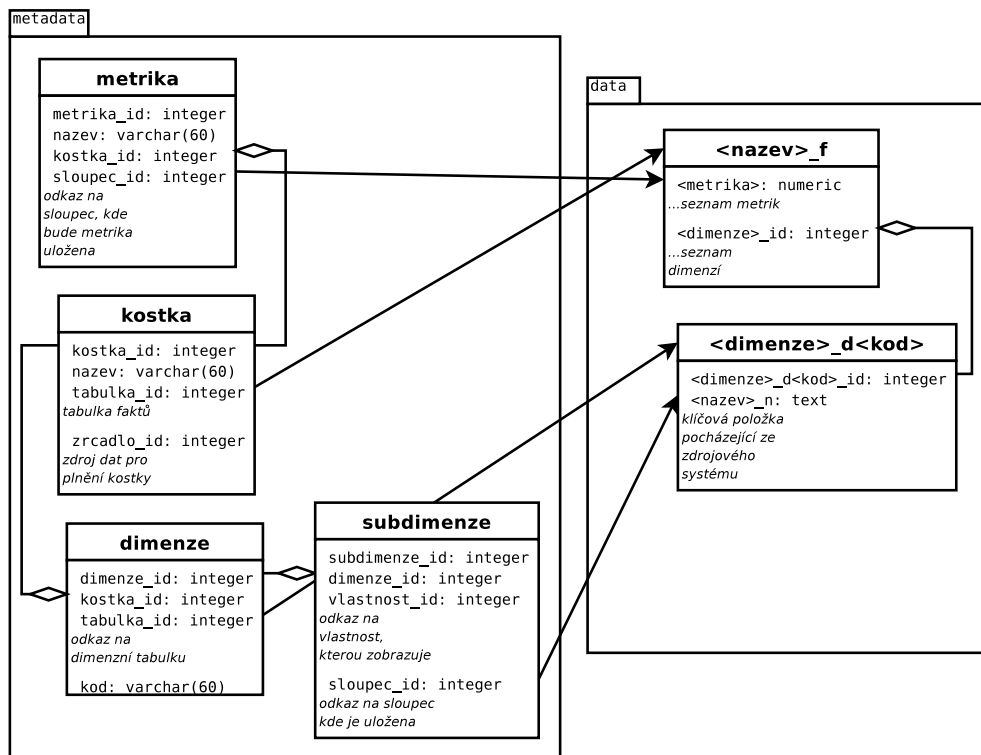 metadata
metrika
metrika_id: integer
nazev: varchar(60)
kostka_id: integer
sloupec_id: integer
odkaz na
sloupec, kde
bude metrika
uložena
kostka
kostka_id: integer
nazev: varchar(60)
tabulka_id: integer
tabulka faktů
zrcadlo_id: integer
zdroj dat pro
plnění kostky
dimenze
dimenze_id: integer
kostka_id: integer
tabulka_id: integer
odkaz na
dimenzní tabulku
kod: varchar(60)
subdimenze
subdimenze_id: integer
dimenze_id: integer
vlastnost_id: integer
odkaz na
vlastnost,
kterou zobrazuje
sloupec_id: integer
odkaz na sloupec
kde je uložena
data
<nazev>_f
<metrika>: numeric
...seznam metrik
<dimenze>_id: integer
...seznam
dimenzí
<dimenze>_d<kod>
<dimenze>_d<kod>_id: integer
<nazev>_n: text
klíčová položka
pocházející ze
zdrojového
systému